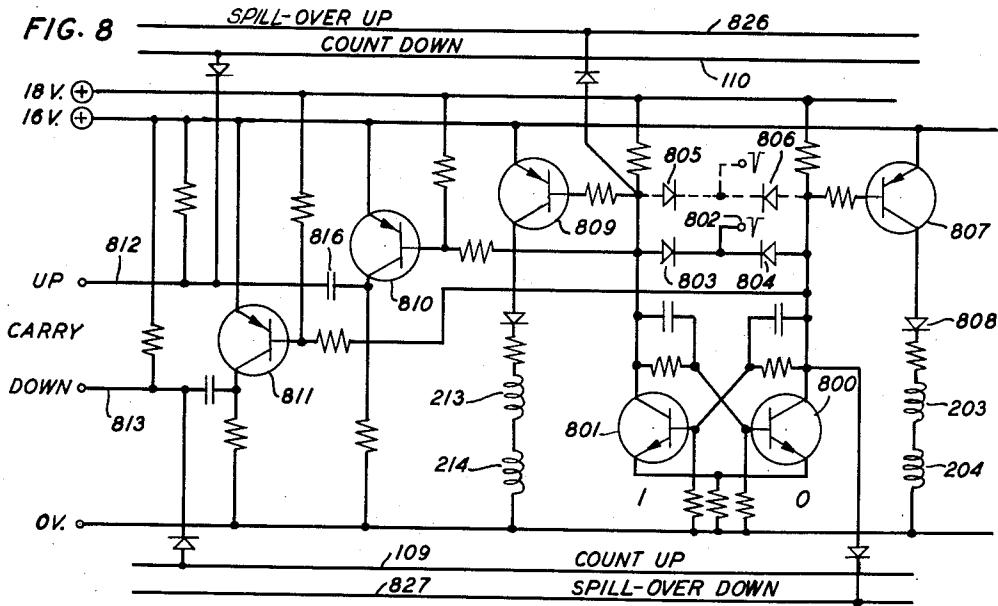 FIG. 8
SPILL-OVER UP
826
COUNT DOWN
110
18 V. +
16 V. +
805
806
V
802
V
809
807
812
816
803
804
UP
810
CARRY
808
DOWN
811
213
800
203
813
801
214
204
1
0
0V.
109
COUNT UP
827
SPILL-OVER DOWN